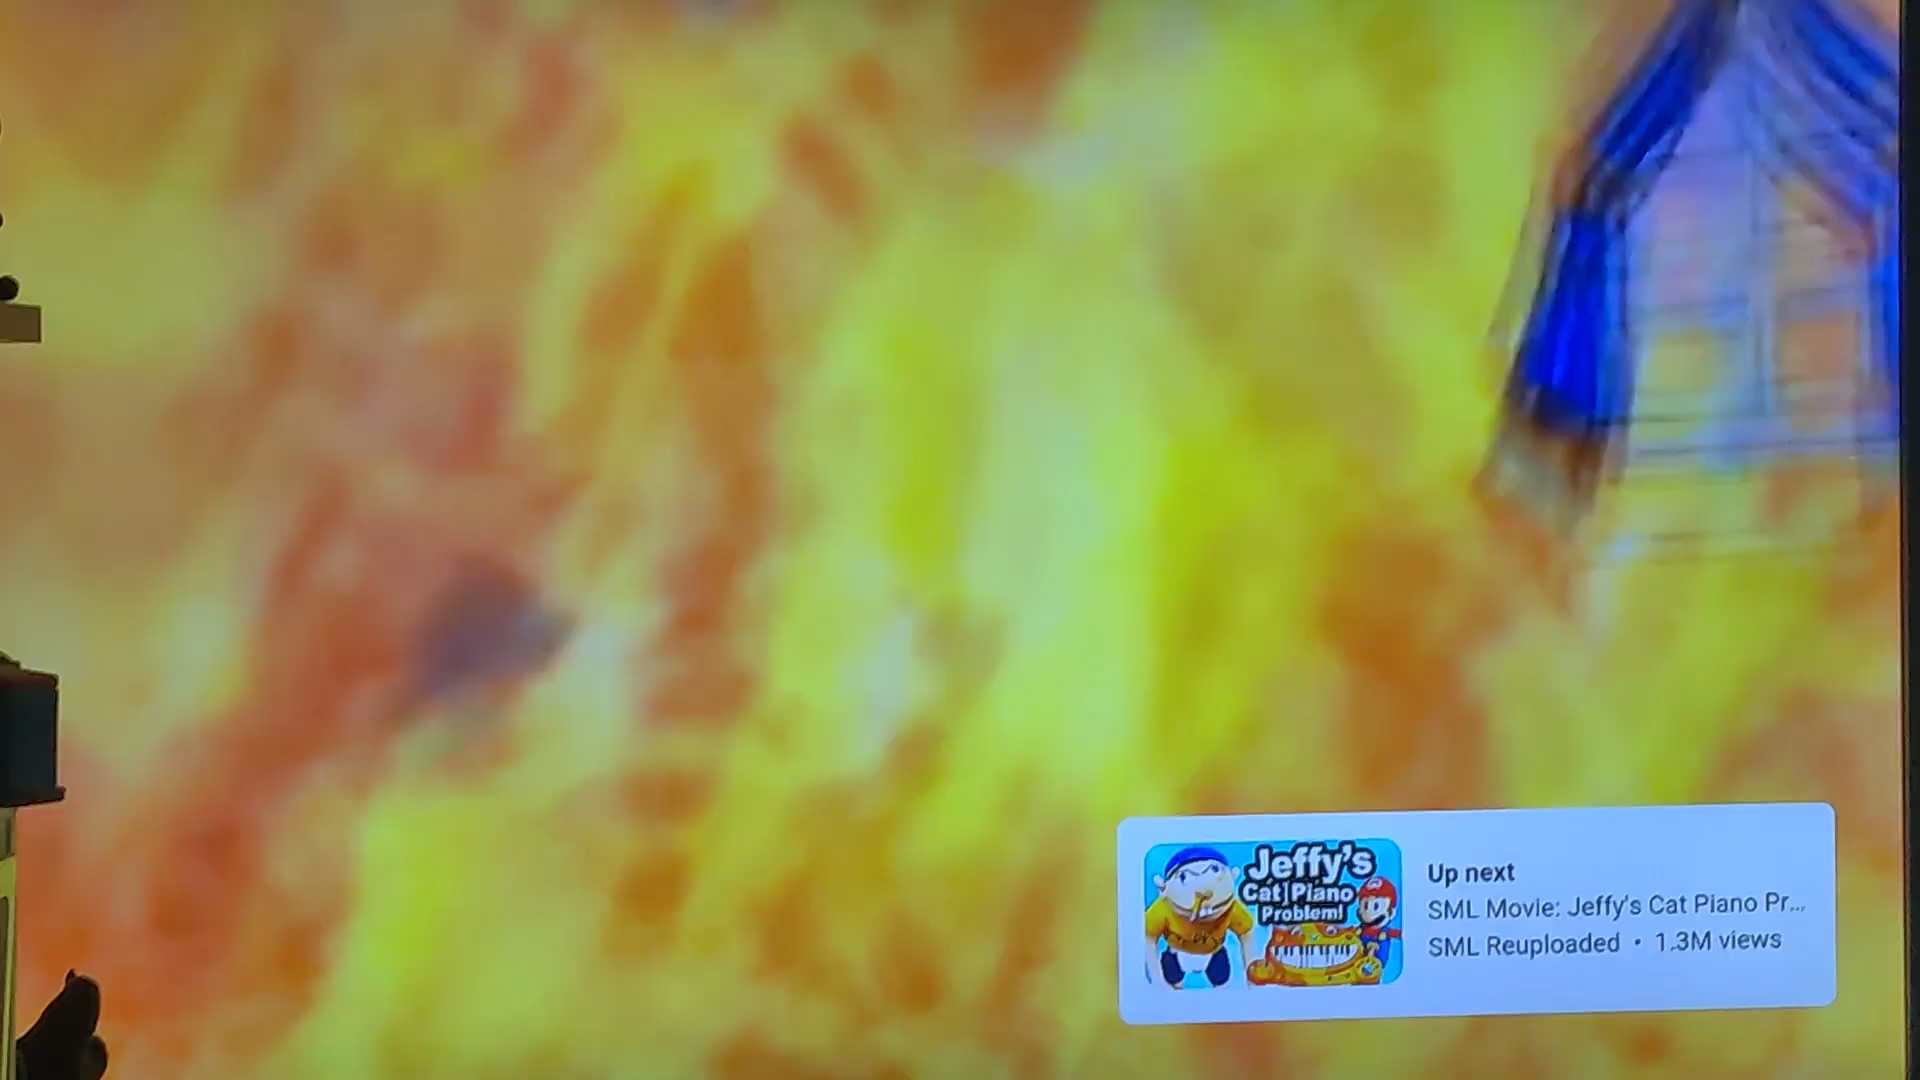 Jeffy's
Cat Piano
Problem!
Up next
SML Movie: Jeffy's Cat Piano Pr...
SML Reuploaded • 1.3M views